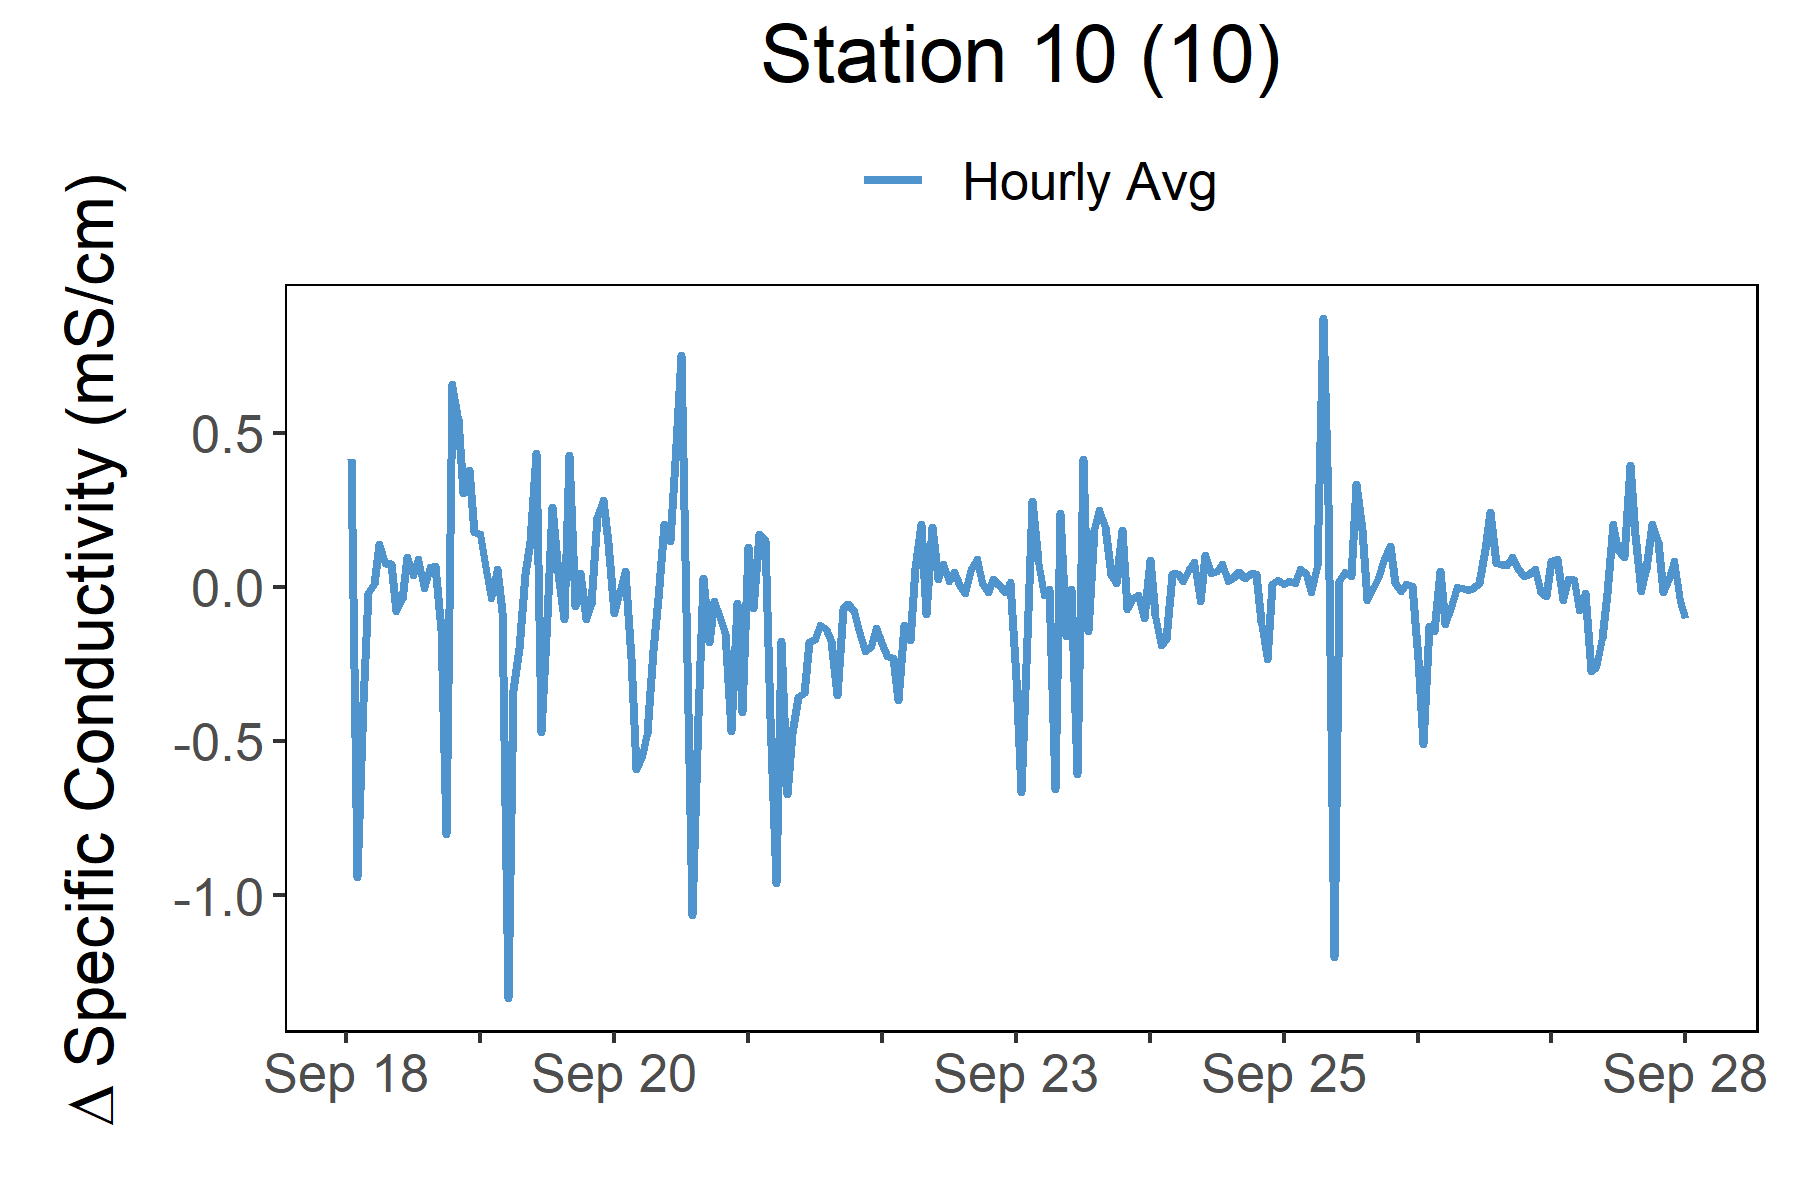 Station 10 (10)
Hourly Avg
Δ Specific Conductivity (mS/cm)
0.5
0.0
-0.5
-1.0
Sep 18 Sep 20 Sep 23 Sep 25 Sep 28